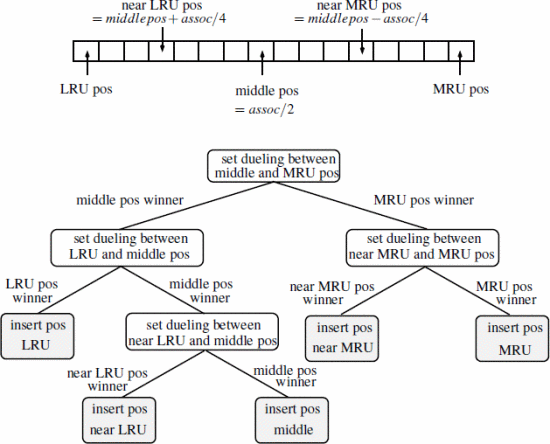 near LRU pos
= middlepos + assoc/4
near MRU pos
= middlepos − assoc/4
LRU pos
middle pos
= assoc/2
MRU pos
set dueling between
middle and MRU pos
middle pos winner
MRU pos winner
set dueling between
LRU and middle pos
set dueling between
near MRU and MRU pos
LRU pos
winner
middle pos
winner
near MRU pos
winner
MRU pos
winner
insert pos
LRU
set dueling between
near LRU and middle pos
insert pos
near MRU
insert pos
MRU
near LRU pos
winner
middle pos
winner
insert pos
near LRU
insert pos
middle